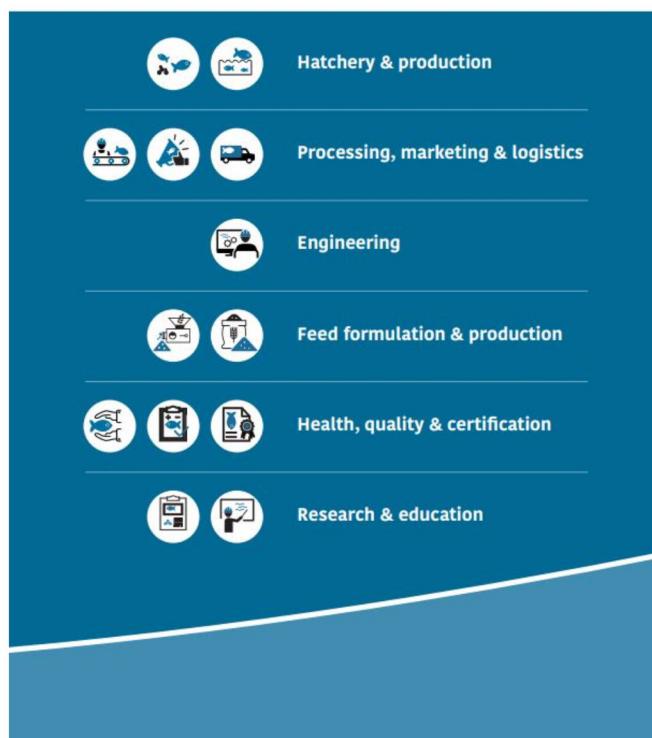 Hatchery & production
Processing, marketing & logistics
Engineering
Feed formulation & production
Health, quality & certification
Research & education